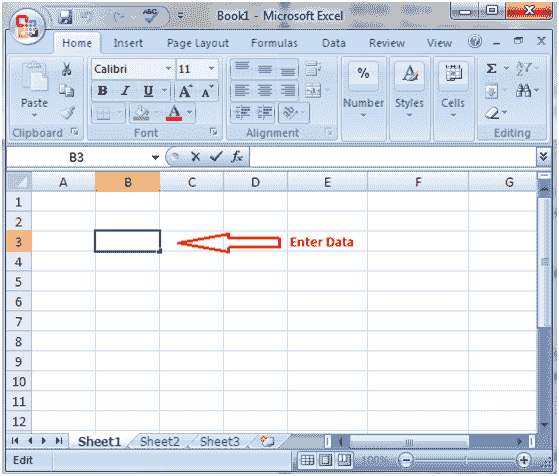 Book1 - Microsoft Excel
Home Insert Page Layout Formulas Data Review View
Paste
Clipboard
Calibri 11
B I U A A
A
Font
Alignment
%
Number
A
Styles
Cells
Σ
Editing
B3 fx
A B C D E F G
1
2
3 Enter Data
4
5
6
7
8
9
10
11
12
Sheet1 Sheet2 Sheet3
Edit 100%